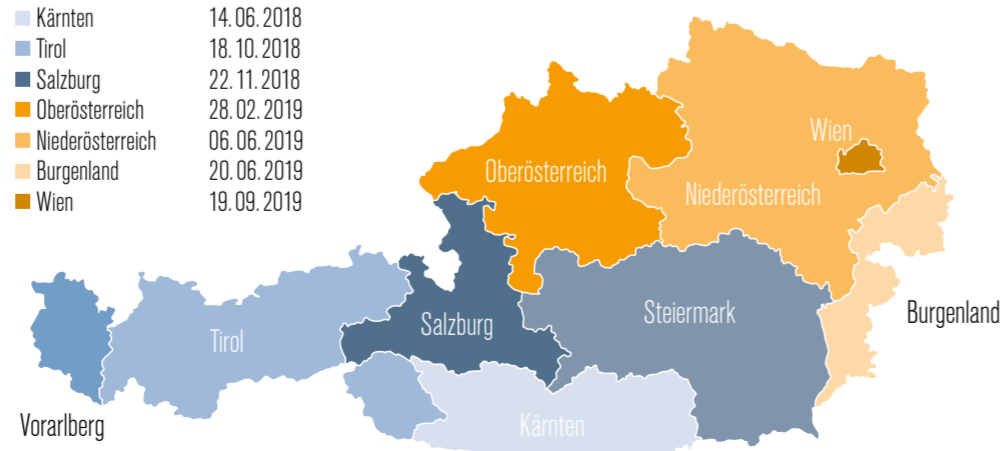 Kärnten 14.06.2018
Tirol 18.10.2018
Salzburg 22.11.2018
Oberösterreich 28.02.2019
Niederösterreich 06.06.2019
Burgenland 20.06.2019
Wien 19.09.2019
Wien
Oberösterreich
Niederösterreich
Burgenland
Steiermark
Salzburg
Tirol
Vorarlberg
Kärnten